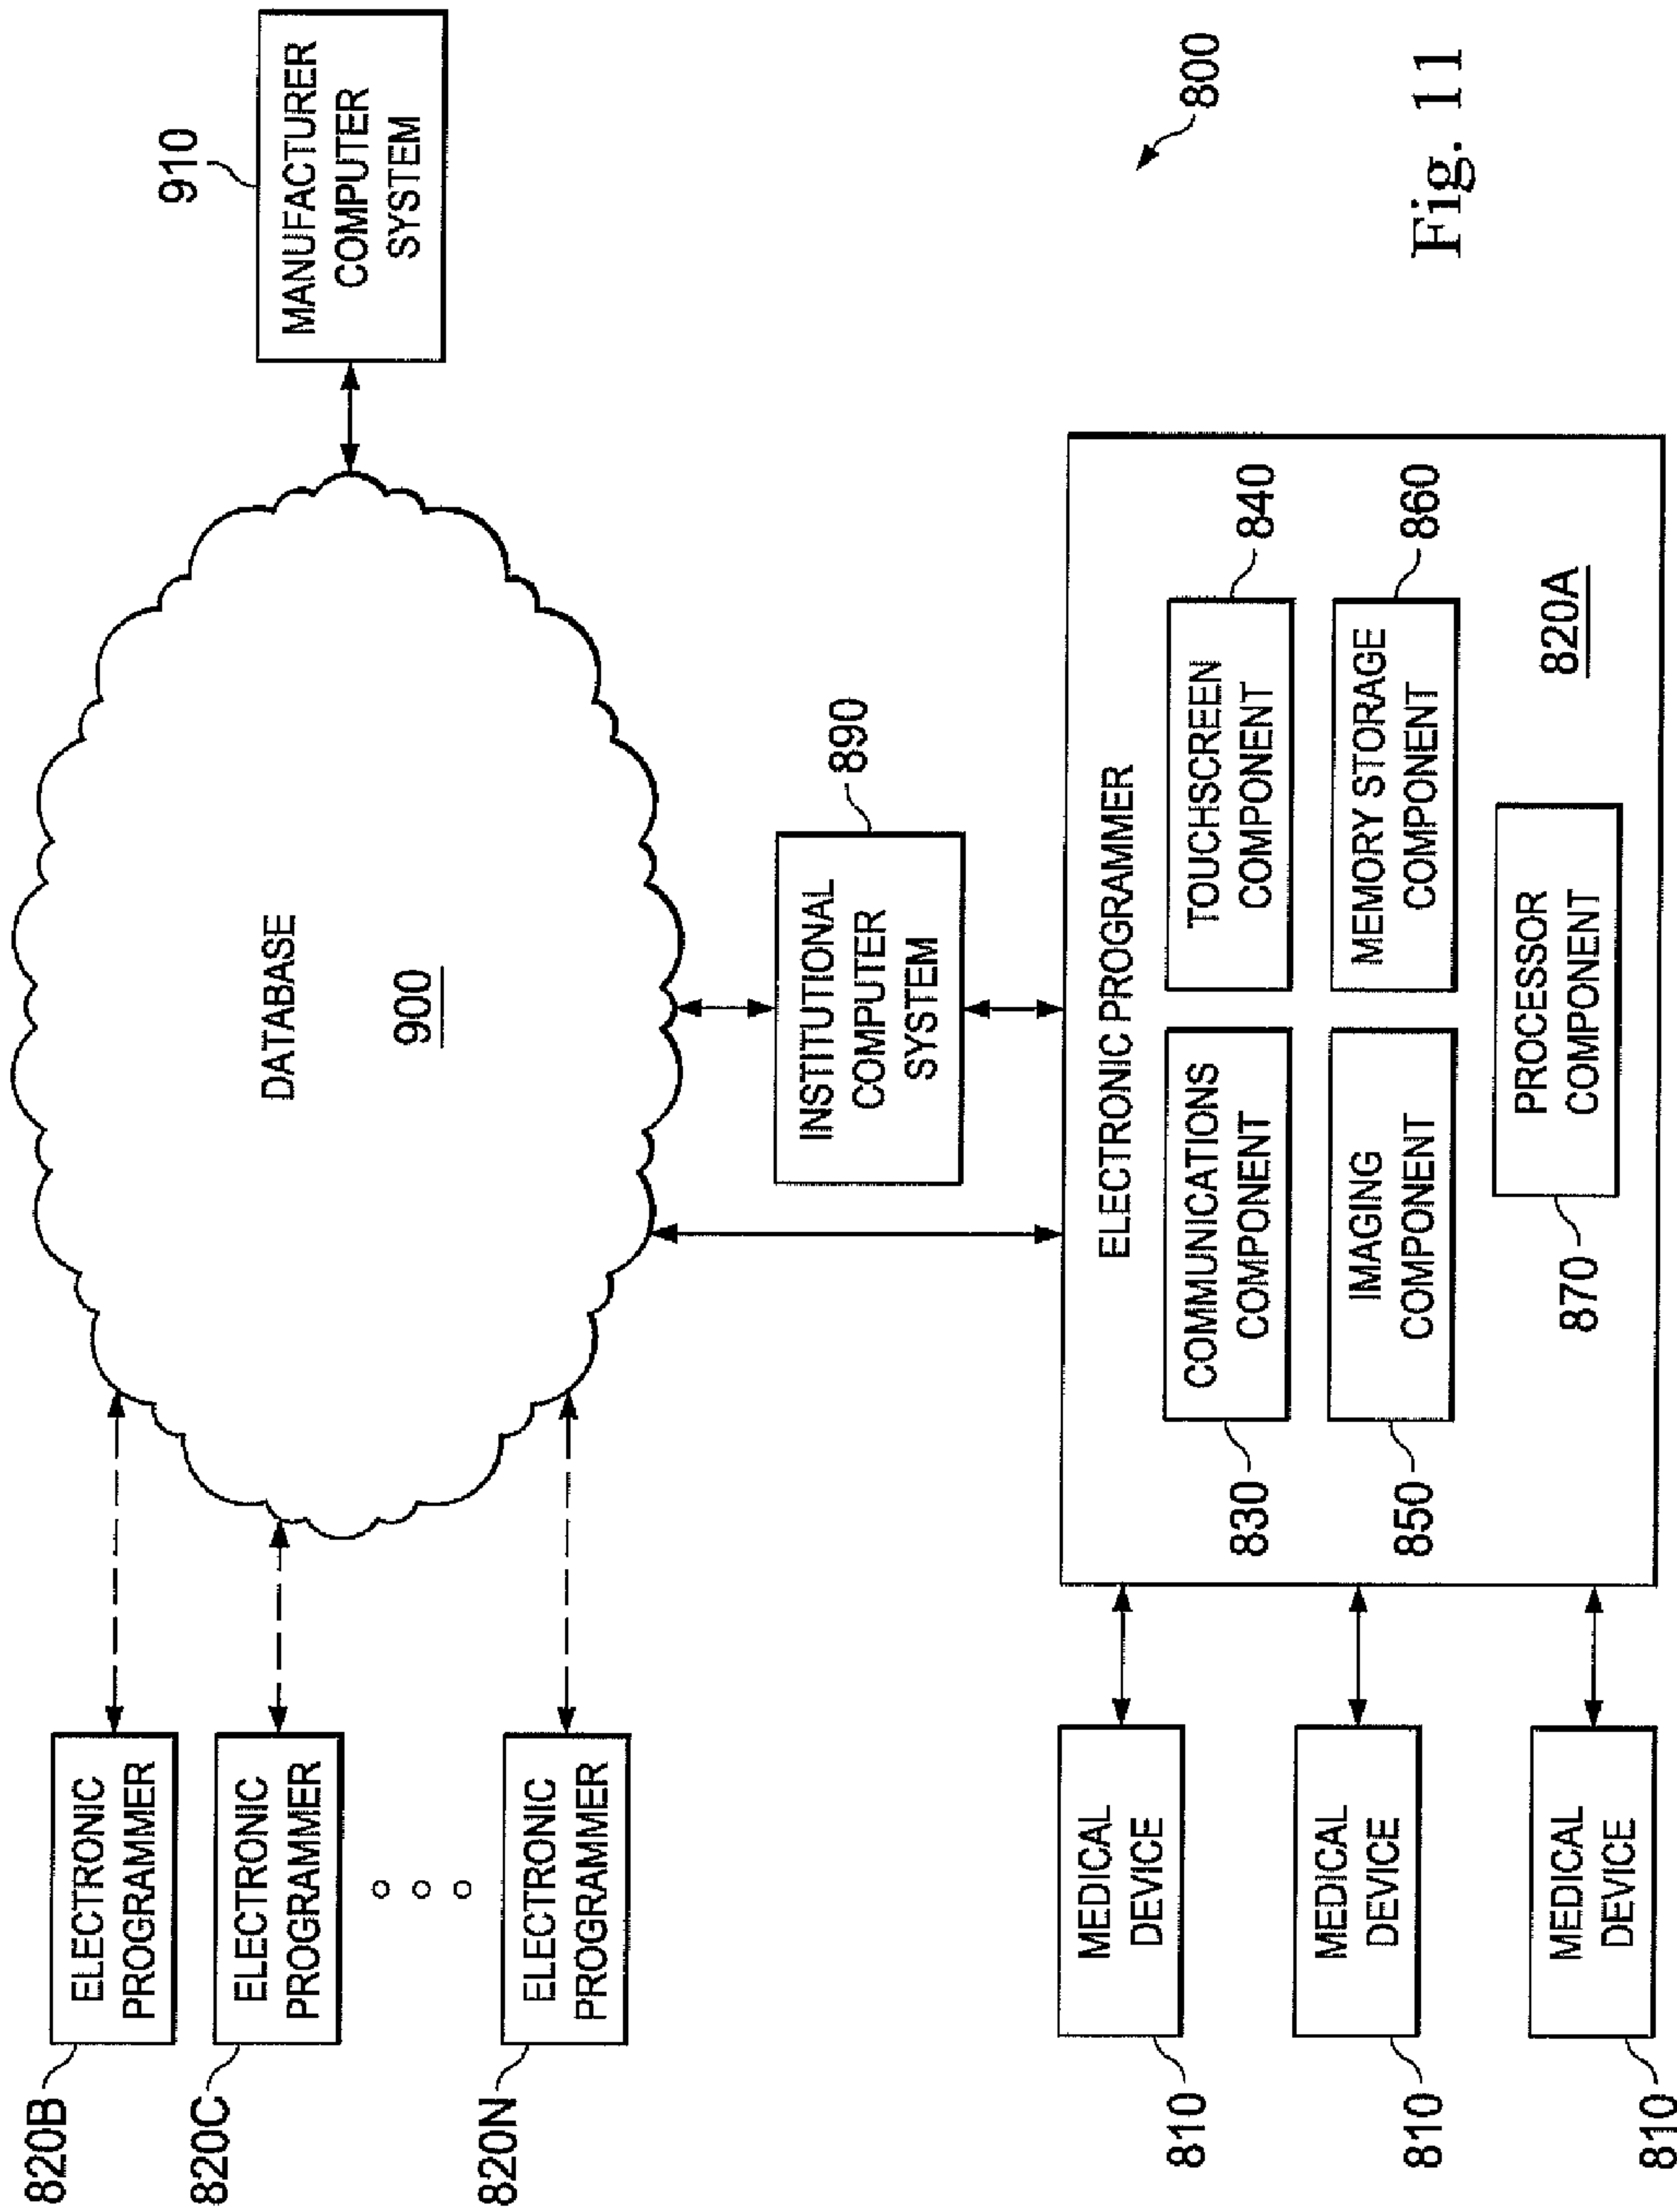 820B
ELECTRONIC
PROGRAMMER
820C
ELECTRONIC
PROGRAMMER
820N
ELECTRONIC
PROGRAMMER
DATABASE
900
910
MANUFACTURER
COMPUTER
SYSTEM
INSTITUTIONAL
COMPUTER
SYSTEM
890
810
MEDICAL
DEVICE
810
MEDICAL
DEVICE
810
MEDICAL
DEVICE
ELECTRONIC PROGRAMMER
830
COMMUNICATIONS
COMPONENT
TOUCHSCREEN
COMPONENT
840
850
IMAGING
COMPONENT
MEMORY STORAGE
COMPONENT
860
870
PROCESSOR
COMPONENT
820A
800
Fig. 11